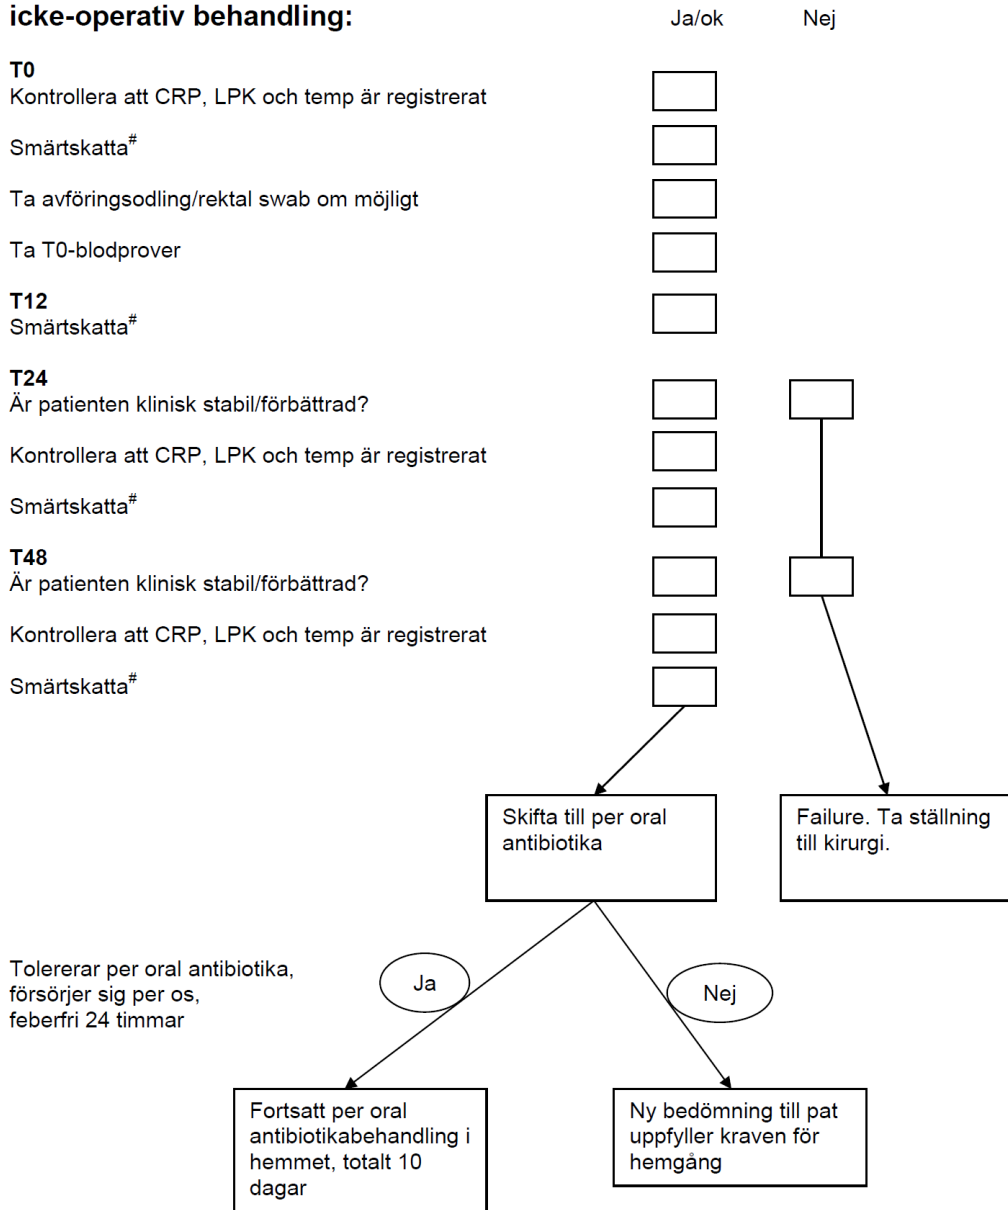 icke-operativ behandling:
Ja/ok
Nej
T0
Kontrollera att CRP, LPK och temp är registrerat
Smärtskatta#
Ta avföringsodling/rektal swab om möjligt
Ta T0-blodprover
T12
Smärtskatta#
T24
Är patienten klinisk stabil/förbättrad?
Kontrollera att CRP, LPK och temp är registrerat
Smärtskatta#
T48
Är patienten klinisk stabil/förbättrad?
Kontrollera att CRP, LPK och temp är registrerat
Smärtskatta#
Skifta till per oral
antibiotika
Failure. Ta ställning
till kirurgi.
Tolererar per oral antibiotika,
försörjer sig per os,
feberfri 24 timmar
Ja
Nej
Fortsatt per oral
antibiotikabehandling i
hemmet, totalt 10
dagar
Ny bedömning till pat
uppfyller kraven för
hemgång